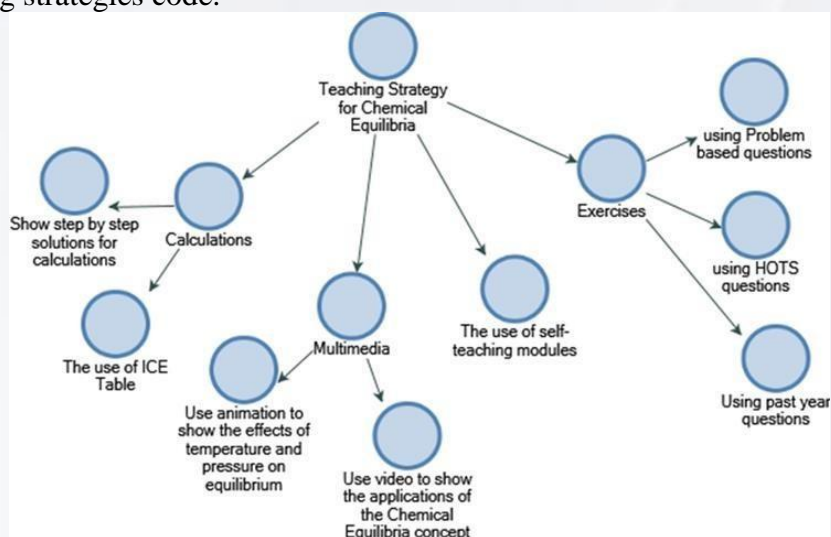 g strategies code.
Teaching Strategy
for Chemical
Equilibria
Calculations
Show step by step
solutions for
calculations
The use of ICE
Table
Multimedia
Use animation to
show the effects of
temperature and
pressure on
equilibrium
Use video to show
the applications of
the Chemical
Equilibria concept
The use of self-
teaching modules
Exercises
using Problem
based questions
using HOTS
questions
Using past year
questions